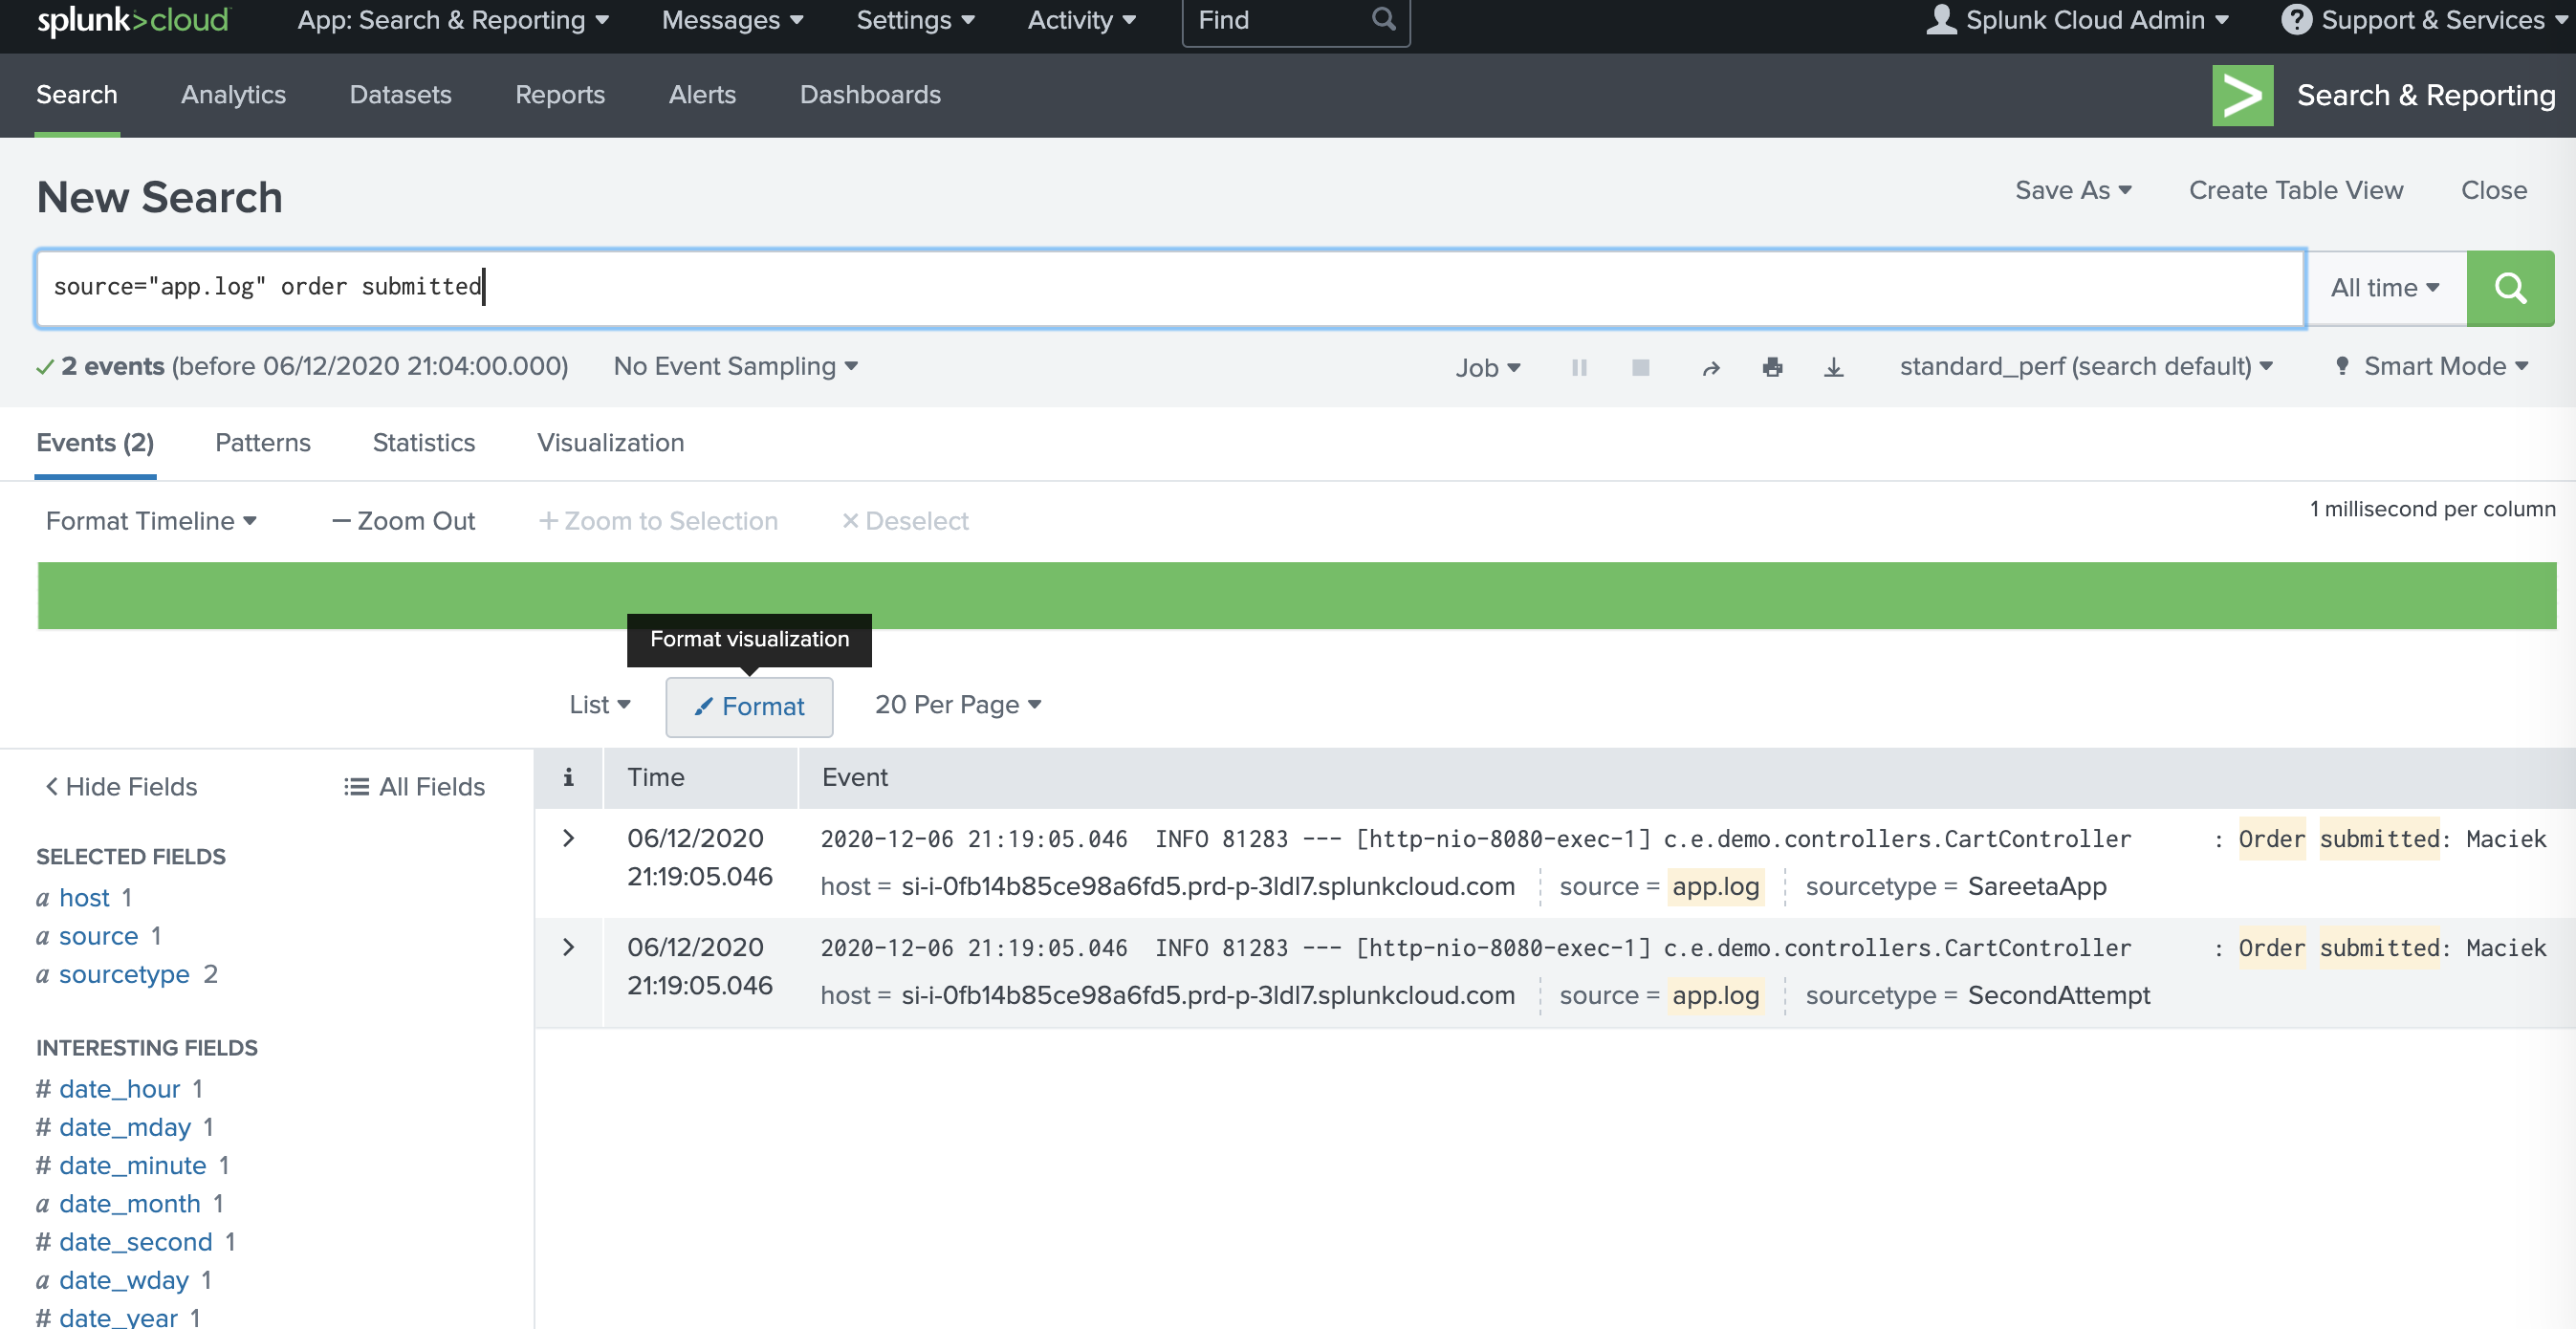 splunk>cloud App: Search & Reporting Messages Settings Activity Find Splunk Cloud Admin Support & Services
Search Analytics Datasets Reports Alerts Dashboards Search & Reporting
New Search Save As Create Table View Close
source="app.log" order submitted All time
2 events (before 06/12/2020 21:04:00.000) No Event Sampling Job standard_perf (search default) Smart Mode
Events (2) Patterns Statistics Visualization
Format Timeline — Zoom Out + Zoom to Selection × Deselect 1 millisecond per column
Format visualization
List Format 20 Per Page
< Hide Fields All Fields
SELECTED FIELDS
a host 1
a source 1
a sourcetype 2
INTERESTING FIELDS
# date_hour 1
# date_mday 1
# date_minute 1
a date_month 1
# date_second 1
a date_wday 1
# date_year 1
i Time Event
> 06/12/2020 2020-12-06 21:19:05.046 INFO 81283 --- [http-nio-8080-exec-1] c.e.demo.controllers.CartController : Order submitted: Maciek
21:19:05.046 host = si-i-0fb14b85ce98a6fd5.prd-p-3ldl7.splunkcloud.com source = app.log sourcetype = SareetaApp
> 06/12/2020 2020-12-06 21:19:05.046 INFO 81283 --- [http-nio-8080-exec-1] c.e.demo.controllers.CartController : Order submitted: Maciek
21:19:05.046 host = si-i-0fb14b85ce98a6fd5.prd-p-3ldl7.splunkcloud.com source = app.log sourcetype = SecondAttempt